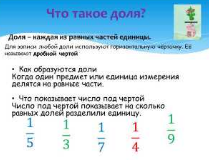 Что такое доля?
Доля – каждая из равных частей единицы.
Для записи любой доли используют горизонтальную черточку. Её
называют дробной чертой
• Как образуются доли
Когда один предмет или единица измерения
делятся на равные части.
• Что показывает число под чертой
Число под чертой показывает на сколько
равных долей разделили единицу.
1/5 1/3 1/7 1/4 1/9